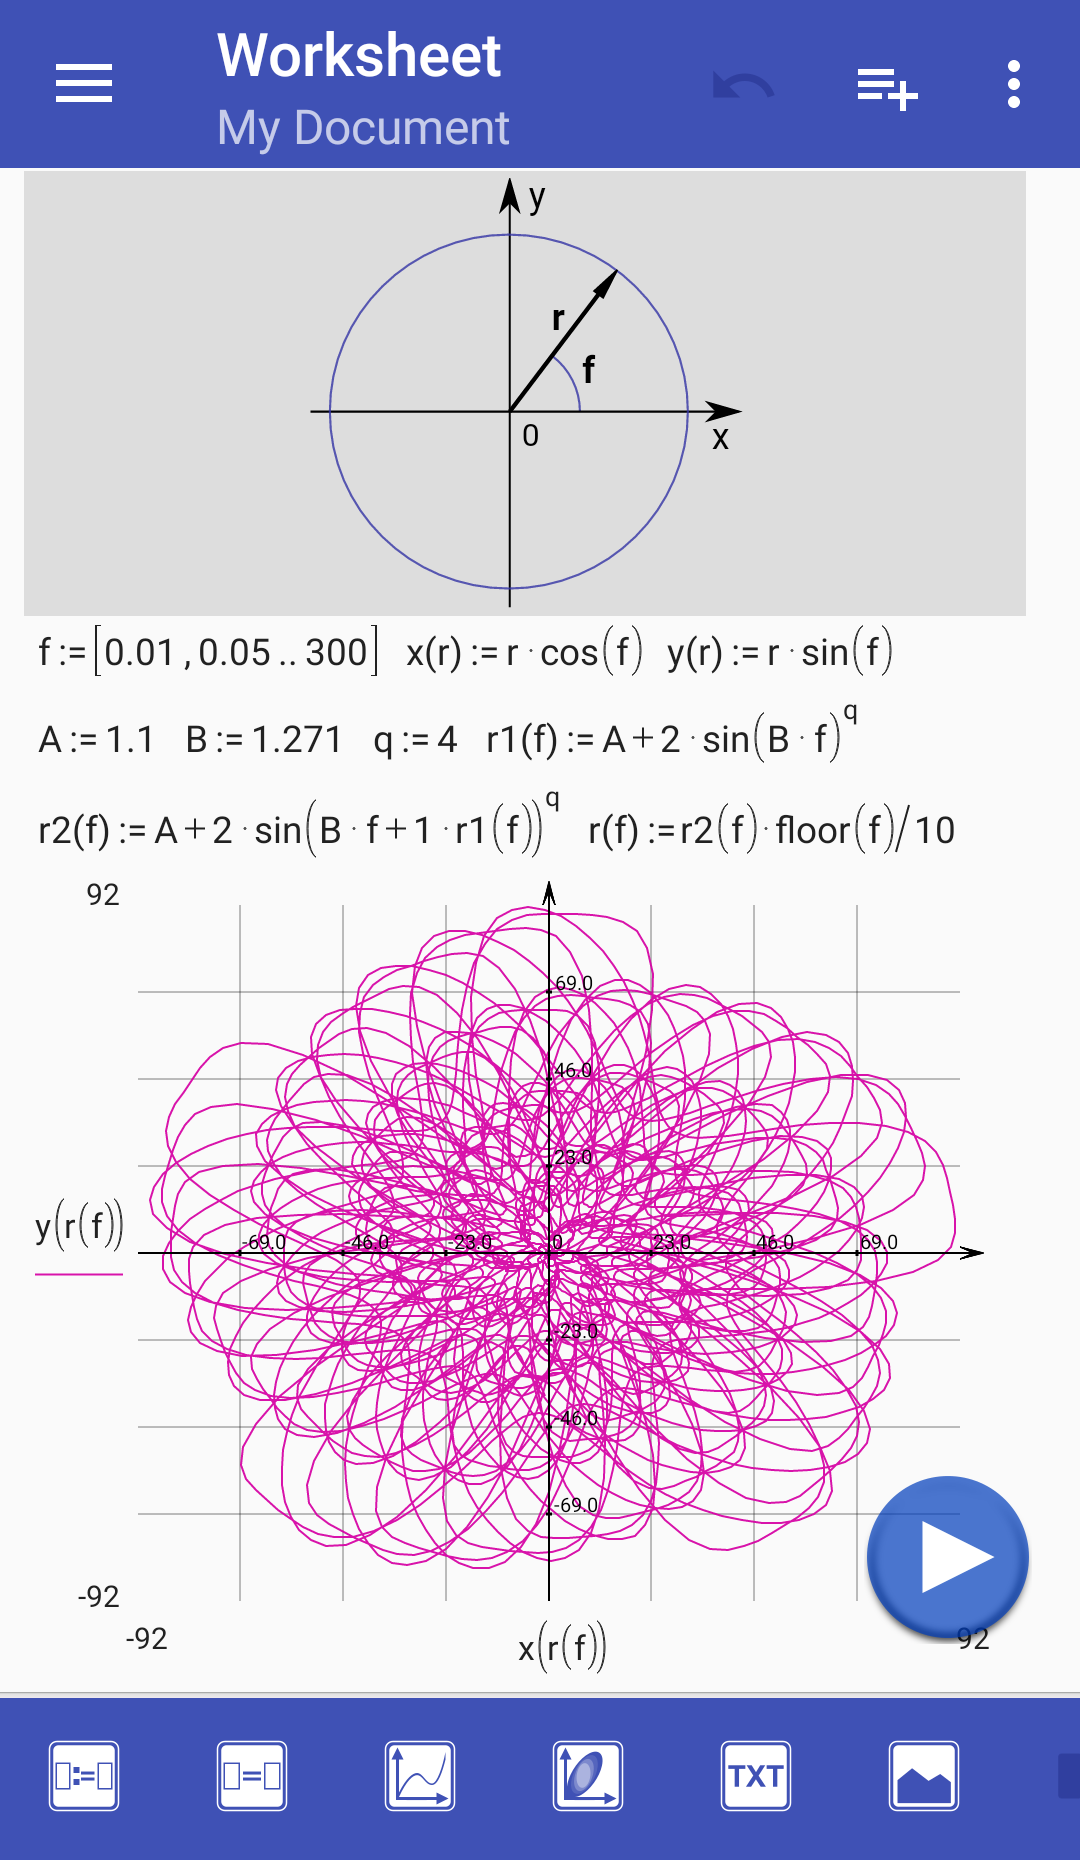 Worksheet
My Document
y
r
f
0
x
f := [0.01 , 0.05 .. 300] x(r) := r · cos(f) y(r) := r · sin(f)
A := 1.1 B := 1.271 q := 4 r1(f) := A + 2 · sin(B · f)^q
r2(f) := A + 2 · sin(B · f + 1 · r1(f))^q r(f) := r2(f) · floor(f)/10
92
69.0
46.0
23.0
y(r(f))
-69.0 -46.0 -23.0 0 23.0 46.0 69.0
-23.0
-46.0
-69.0
-92
-92 x(r(f)) 92
:= = TXT